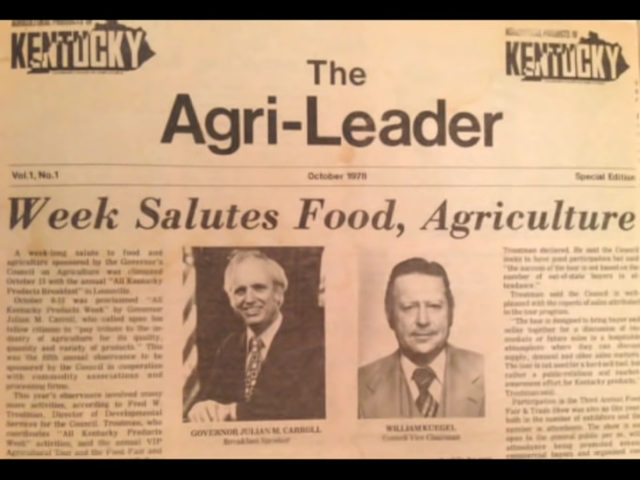 KENTUCKY
KENTUCKY
The
Agri-Leader
Vol.1, No.1
October 1978
Special Edition
Week Salutes Food, Agriculture
A week-long salute to food and
agriculture sponsored by the Governor's
Council on Agriculture was climaxed
October 13 with the annual "All Kentucky
Products Breakfast" in Louisville.
October 9-13 was proclaimed "All
Kentucky Products Week" by Governor
Julian M. Carroll, who called upon his
fellow citizens to "pay tribute to the in-
dustry of agriculture for its quality,
quantity and variety of products." This
was the fifth annual observance to be
sponsored by the Council in cooperation
with commodity associations and
processing firms.
This year's observance involved many
more activities, according to Fred W.
Troutman, Director of Developmental
Services for the Council. Troutman, who
coordinates "All Kentucky Products
Week" activities, said the annual VIP
Agricultural Tour and the Food Fair and
GOVERNOR JULIAN M. CARROLL
Breakfast Speaker
WILLIAM KUEGEL
Council Vice Chairman
Troutman declared. He said the Council
looks to have good participation but said
"the success of the tour is not based on the
number of out-of-state buyers in at-
tendance."
Troutman said the Council is well-
pleased with the reports of sales attributed
to the tour program.
"The tour is designed to bring buyer and
seller together for a discussion of
mediate or future sales in a
atmosphere where they can discuss
supply, demand and other sales matters.
The tour is not used for a hard sell but
rather a public-relations and market
awareness effort for Kentucky products,"
Troutman said.
Participation in the Third Annual Food
Fair & Trade Show was also up this year
both in the number of exhibitors and
number in attendance. The show is
open to the general public per se, with
attendance being promoted
commercial buyers and organized